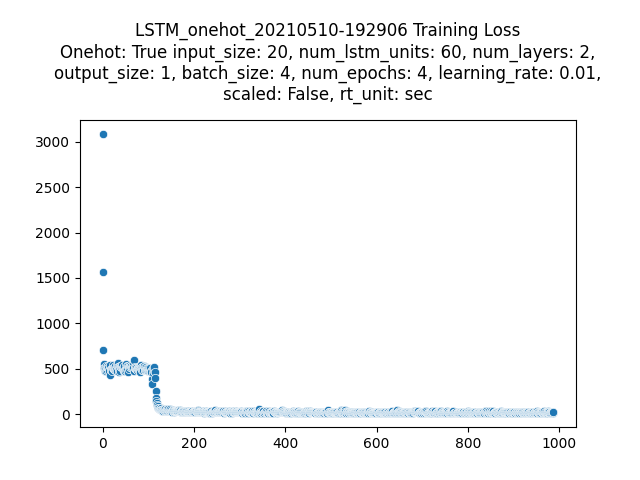 LSTM_onehot_20210510-192906 Training Loss
Onehot: True input_size: 20, num_lstm_units: 60, num_layers: 2,
output_size: 1, batch_size: 4, num_epochs: 4, learning_rate: 0.01,
scaled: False, rt_unit: sec
3000
2500
2000
1500
1000
500
0
0 200 400 600 800 1000